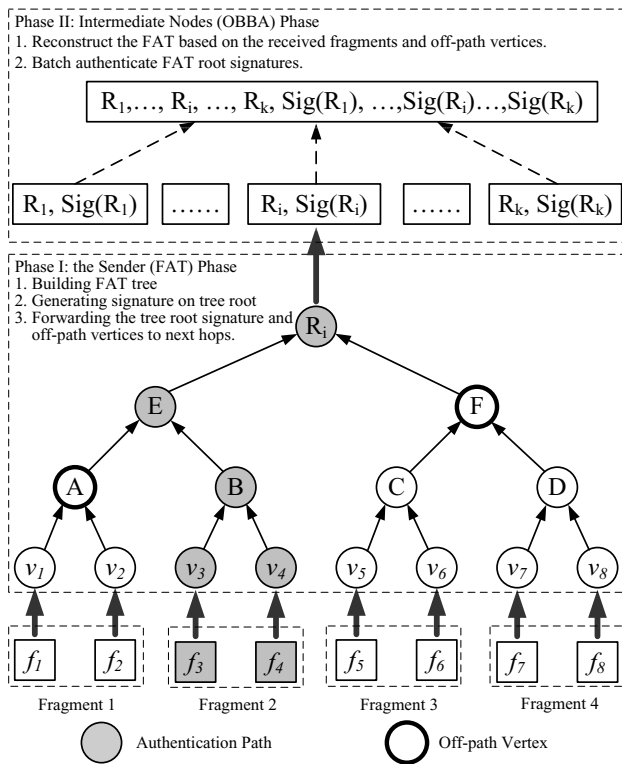 Phase II: Intermediate Nodes (OBBA) Phase
1. Reconstruct the FAT based on the received fragments and off-path vertices.
2. Batch authenticate FAT root signatures.
R1,…, Ri, …, Rk, Sig(R1), …,Sig(Ri)…,Sig(Rk)
R1, Sig(R1) …… Ri, Sig(Ri) …… Rk, Sig(Rk)
Phase I: the Sender (FAT) Phase
1. Building FAT tree
2. Generating signature on tree root
3. Forwarding the tree root signature and
off-path vertices to next hops.
Ri
E F
A B C D
v1 v2 v3 v4 v5 v6 v7 v8
f1 f2 f3 f4 f5 f6 f7 f8
Fragment 1 Fragment 2 Fragment 3 Fragment 4
Authentication Path Off-path Vertex